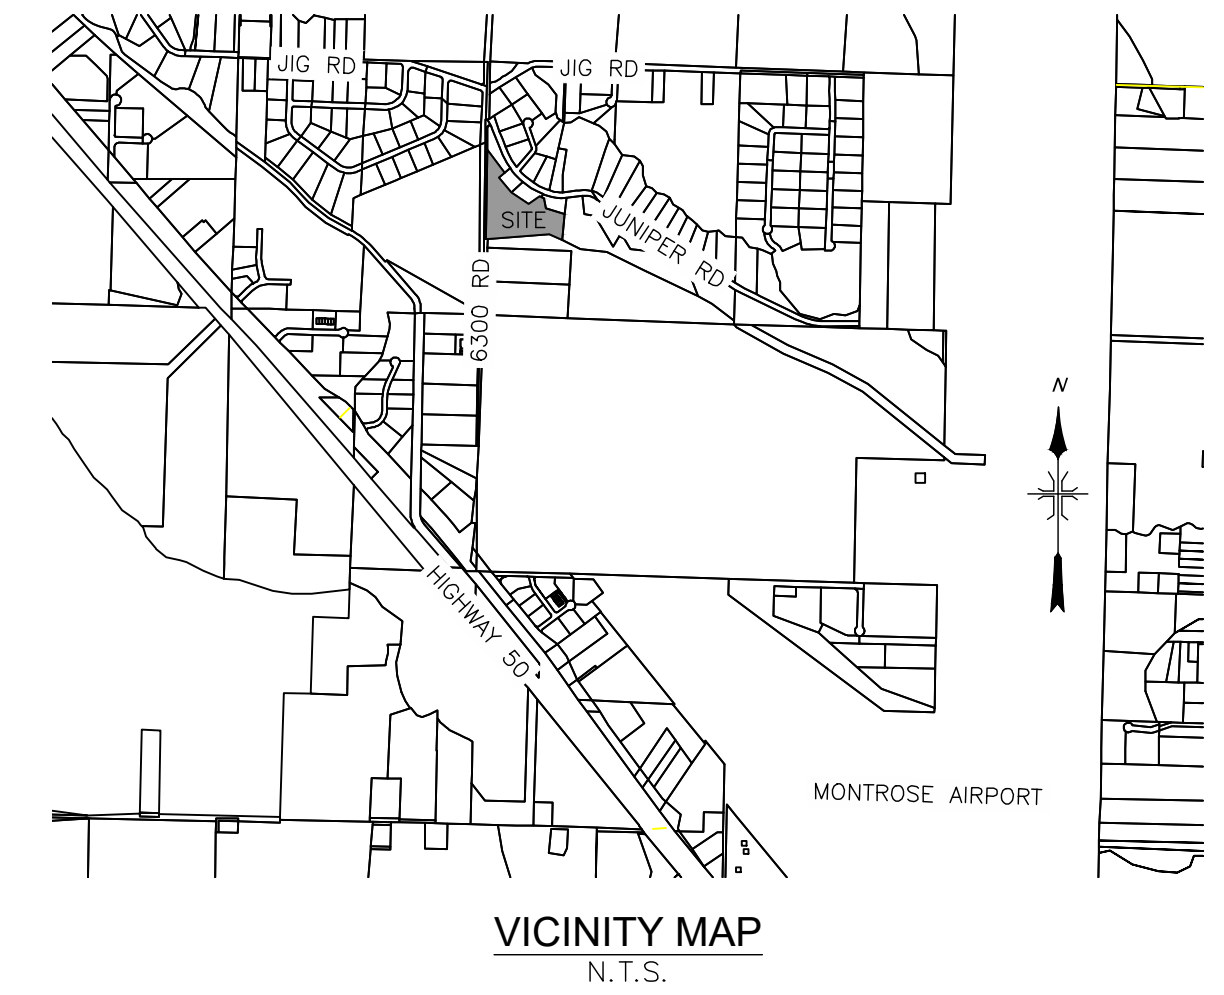 JIG RD
JIG RD
SITE
JUNIPER RD
6300 RD
N
HIGHWAY 50
MONTROSE AIRPORT
VICINITY MAP
N.T.S.